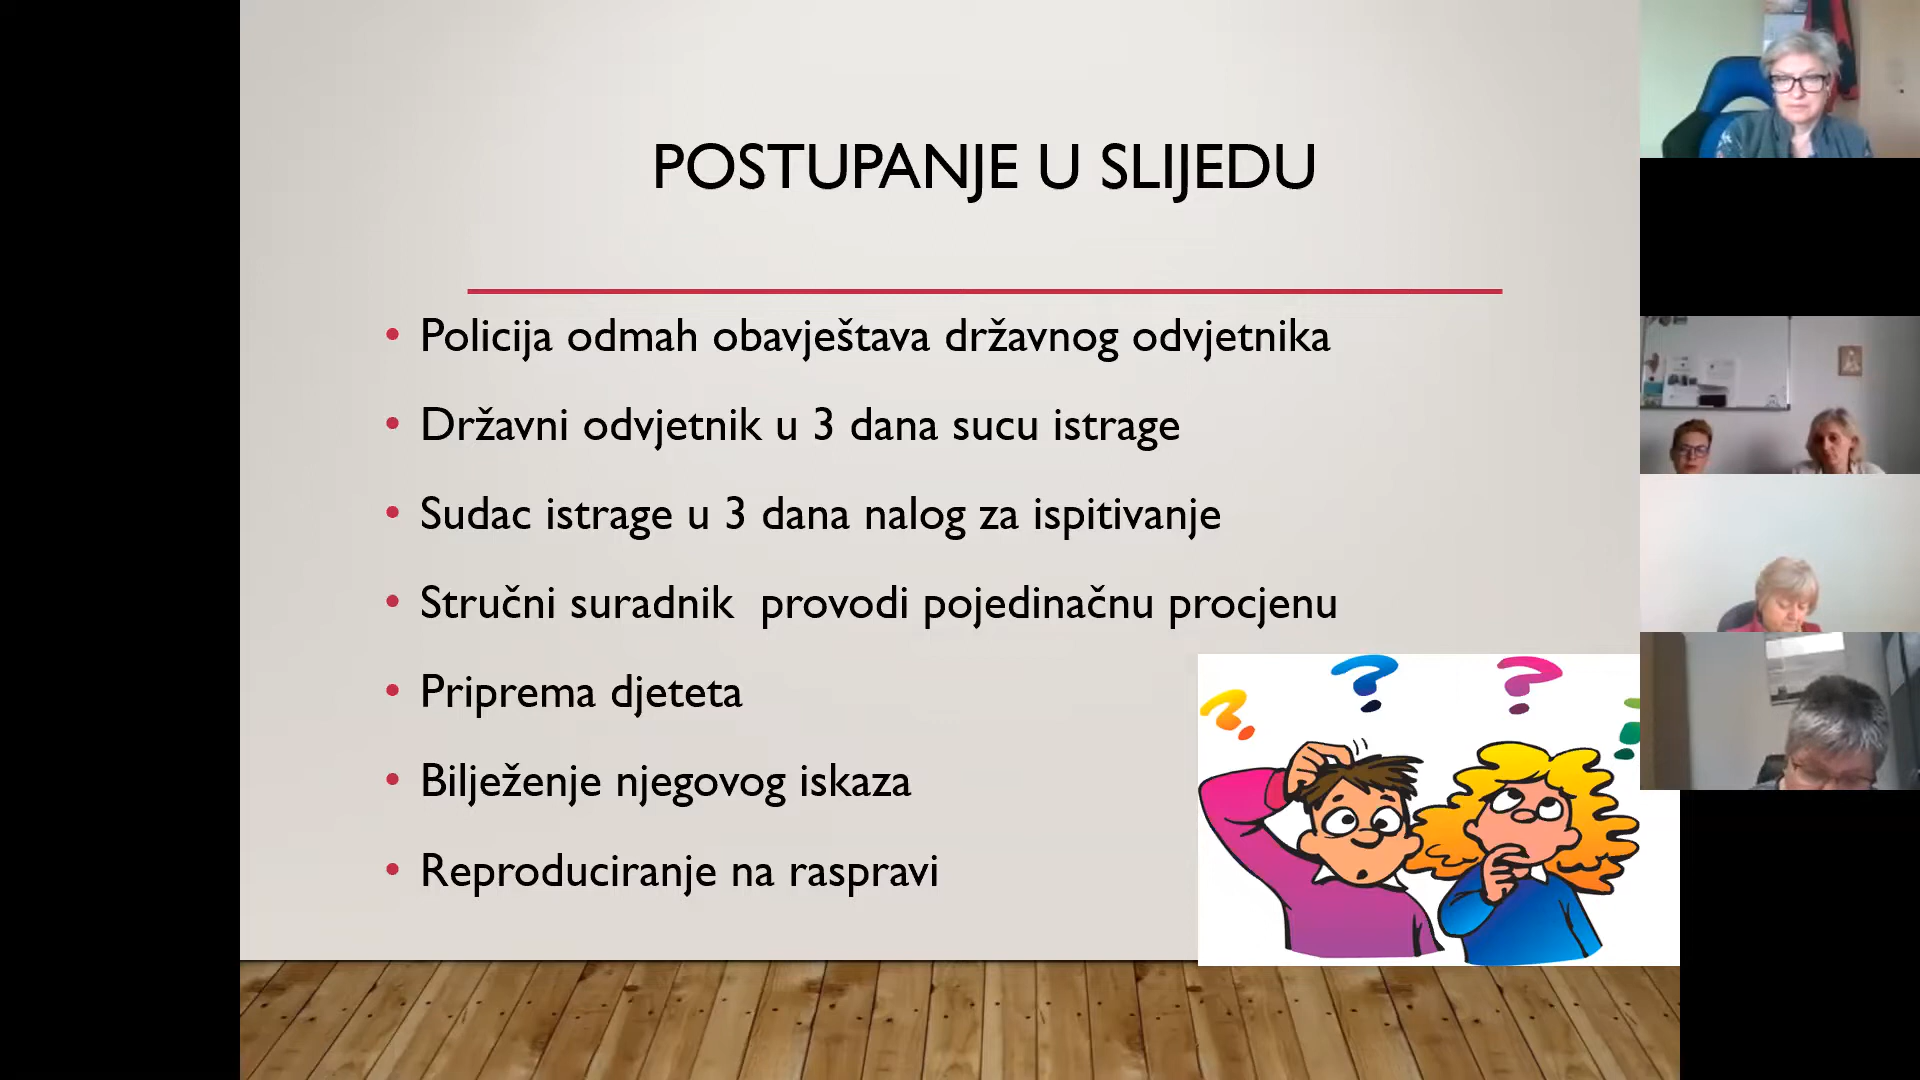 POSTUPANJE U SLIJEDU
• Policija odmah obavještava državnog odvjetnika
• Državni odvjetnik u 3 dana sucu istrage
• Sudac istrage u 3 dana nalog za ispitivanje
• Stručni suradnik  provodi pojedinačnu procjenu
• Priprema djeteta
• Bilježenje njegovog iskaza
• Reproduciranje na raspravi
? ? ? ?